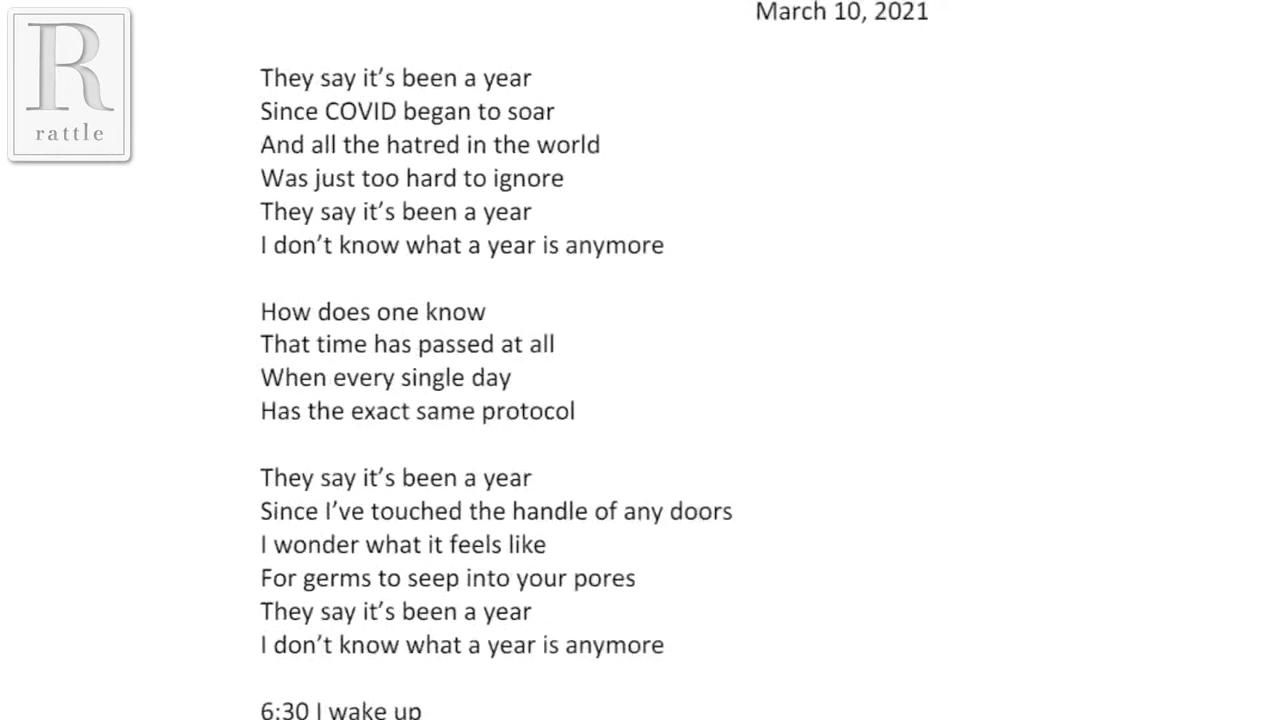 March 10, 2021
R
rattle
They say it’s been a year
Since COVID began to soar
And all the hatred in the world
Was just too hard to ignore
They say it’s been a year
I don’t know what a year is anymore
How does one know
That time has passed at all
When every single day
Has the exact same protocol
They say it’s been a year
Since I’ve touched the handle of any doors
I wonder what it feels like
For germs to seep into your pores
They say it’s been a year
I don’t know what a year is anymore
6:30 I wake up